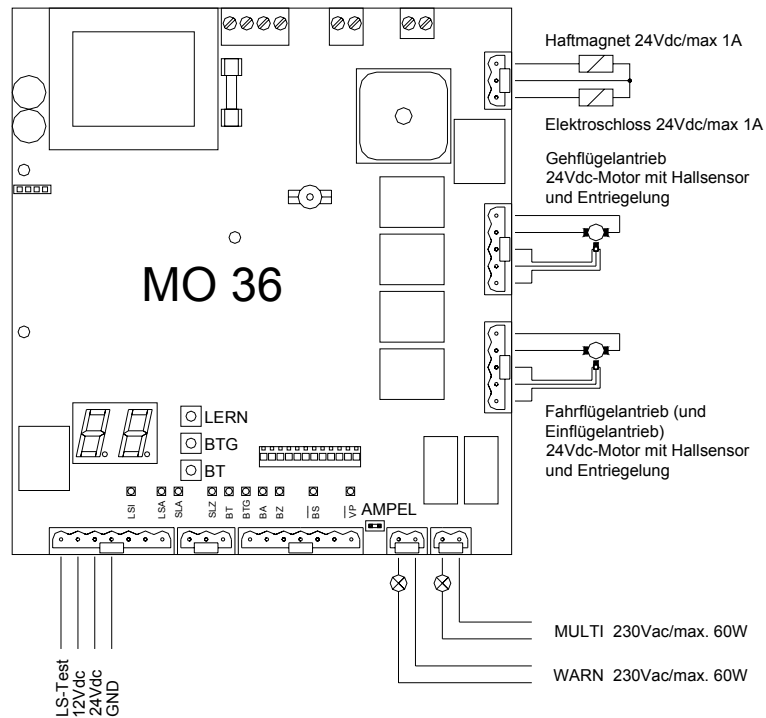 Haftmagnet 24Vdc/max 1A
Elektroschloss 24Vdc/max 1A
Gehflügelantrieb
24Vdc-Motor mit Hallsensor
und Entriegelung
MO 36
Fahrflügelantrieb (und
Einflügelantrieb)
24Vdc-Motor mit Hallsensor
und Entriegelung
LERN
BTG
BT
LSI
LSA
SLA
SLZ
BT
BTG
BA
BZ
BS
VP
AMPEL
MULTI 230Vac/max. 60W
WARN 230Vac/max. 60W
LS-Test
12Vdc
24Vdc
GND